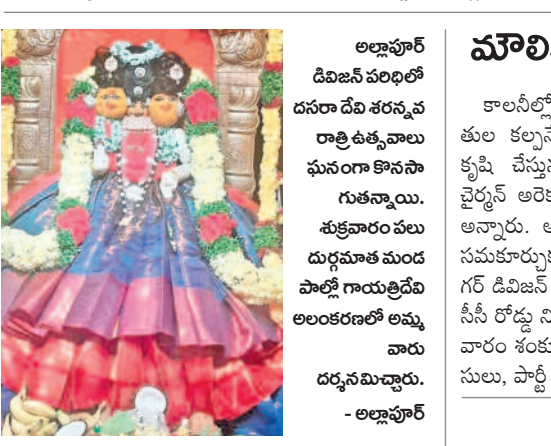 అల్లాపూర్
డివిజన్ పరిధిలో
దసరా దేవి శరన్నవ
రాత్రి ఉత్సవాలు
ఘనంగా కొనసా
గుతన్నాయి.
శుక్రవారం పలు
దుర్గమాత మండ
పాల్లో గాయత్రిదేవి
అలంకరణలో అమ్మ
వారు
దర్శనమిచ్చారు.
- అల్లాపూర్
మౌలి
కాలనీల్లో
తుల కల్పనే
కృషి చేస్తు
చైర్మన్ అరెక
అన్నారు.
సమకూర్చు
గర్ డివిజన్
సీసీ రోడ్డు ని
వారం శంకు
సులు, పార్టీ